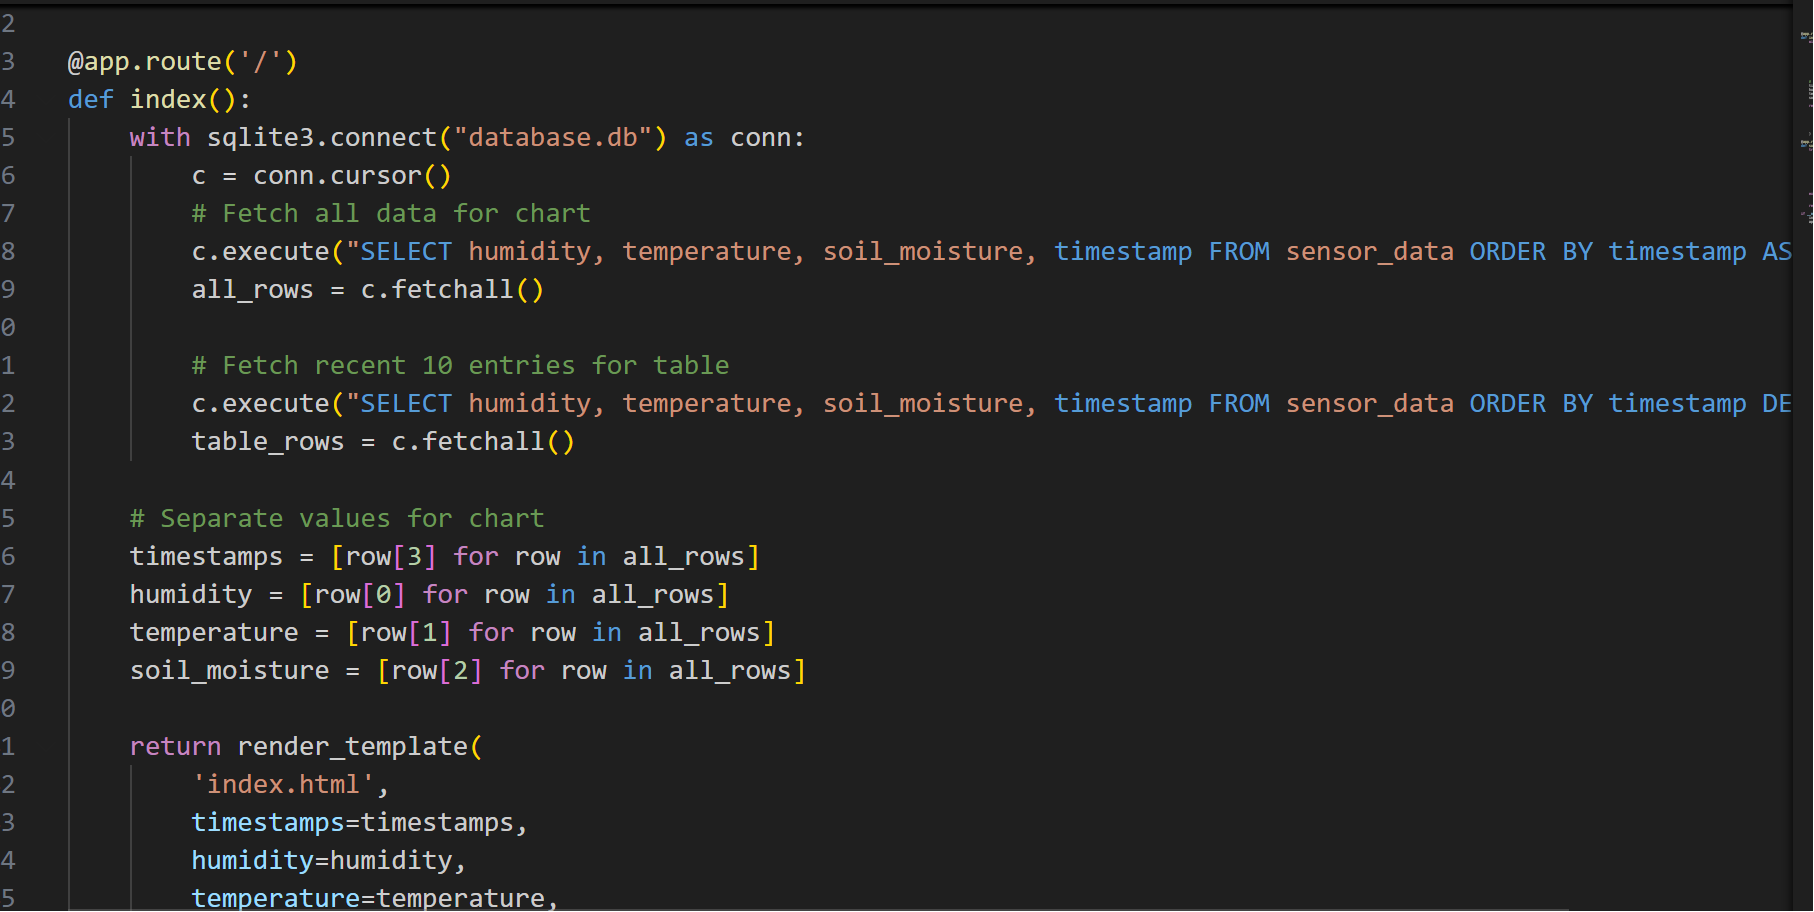 2
3 @app.route('/')
4 def index():
5 with sqlite3.connect("database.db") as conn:
6 c = conn.cursor()
7 # Fetch all data for chart
8 c.execute("SELECT humidity, temperature, soil_moisture, timestamp FROM sensor_data ORDER BY timestamp AS
9 all_rows = c.fetchall()
0
1 # Fetch recent 10 entries for table
2 c.execute("SELECT humidity, temperature, soil_moisture, timestamp FROM sensor_data ORDER BY timestamp DE
3 table_rows = c.fetchall()
4
5 # Separate values for chart
6 timestamps = [row[3] for row in all_rows]
7 humidity = [row[0] for row in all_rows]
8 temperature = [row[1] for row in all_rows]
9 soil_moisture = [row[2] for row in all_rows]
0
1 return render_template(
2 'index.html',
3 timestamps=timestamps,
4 humidity=humidity,
5 temperature=temperature,